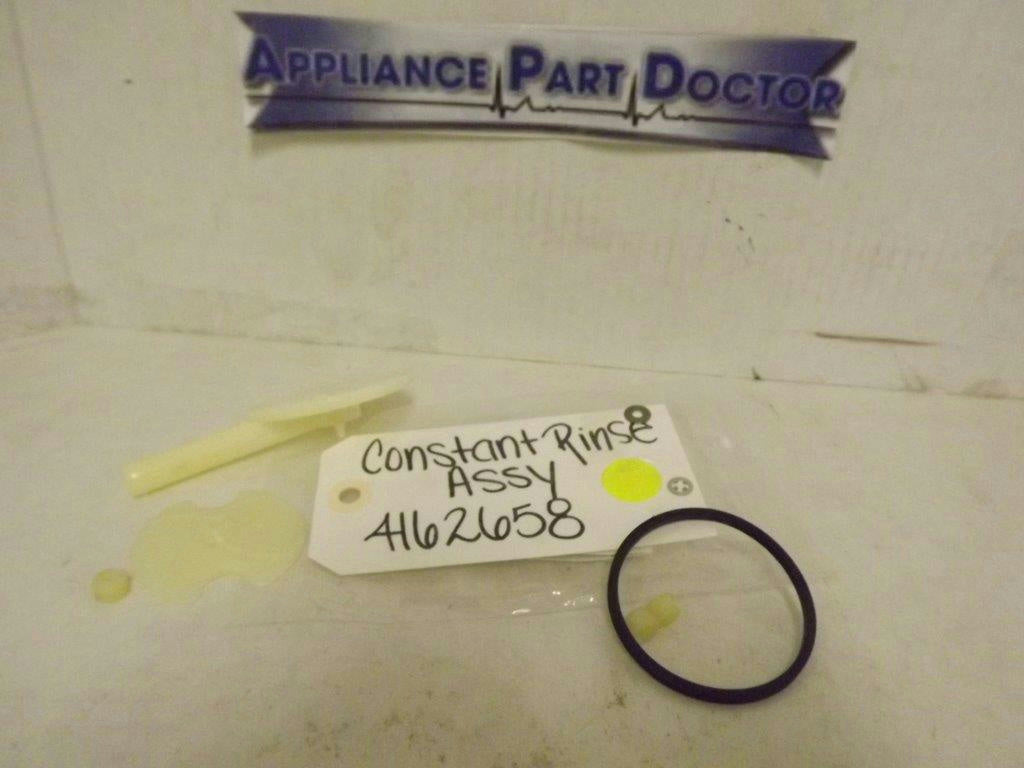 APPLIANCE PART DOCTOR
Constant Rinse
Assy
4162658